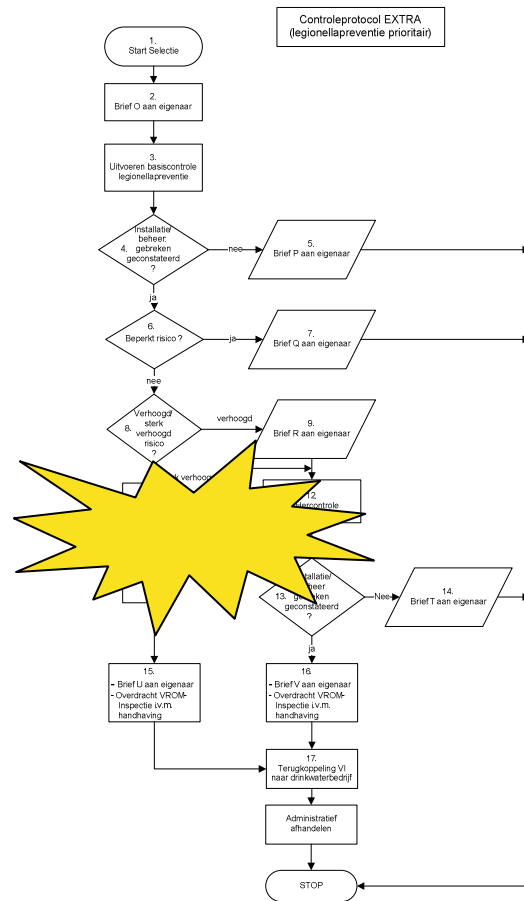 Controleprotocol EXTRA
(legionellapreventie prioritair)
1.
Start Selectie
2.
Brief O aan eigenaar
3.
Uitvoeren basiscontrole
legionellapreventie
Installatie/
beheer:
4. gebreken
geconstateerd
?
nee
5.
Brief P aan eigenaar
ja
6.
Beperkt risico ?
ja
7.
Brief Q aan eigenaar
nee
Verhoogd/
sterk
8. verhoogd
risico
?
verhoogd
9.
Brief R aan eigenaar
verhoog
12.
ercontrole
beheer
13. gebreken
geconstateerd
?
Nee
14.
Brief T aan eigenaar
ja
15.
- Brief U aan eigenaar
- Overdracht VROM-
Inspectie i.v.m.
handhaving
16.
- Brief V aan eigenaar
- Overdracht VROM-
Inspectie i.v.m.
handhaving
17.
Terugkoppeling VI
naar drinkwaterbedrijf
Administratief
afhandelen
STOP